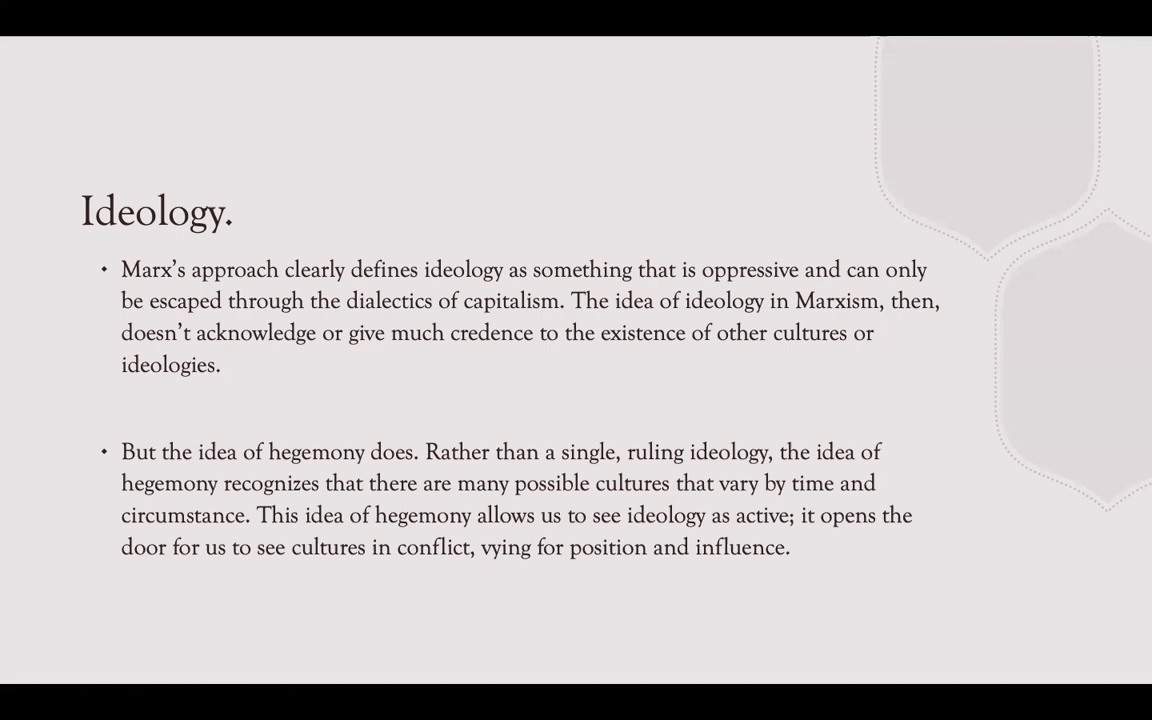 Ideology.
• Marx’s approach clearly defines ideology as something that is oppressive and can only
be escaped through the dialectics of capitalism. The idea of ideology in Marxism, then,
doesn’t acknowledge or give much credence to the existence of other cultures or
ideologies.
• But the idea of hegemony does. Rather than a single, ruling ideology, the idea of
hegemony recognizes that there are many possible cultures that vary by time and
circumstance. This idea of hegemony allows us to see ideology as active; it opens the
door for us to see cultures in conflict, vying for position and influence.